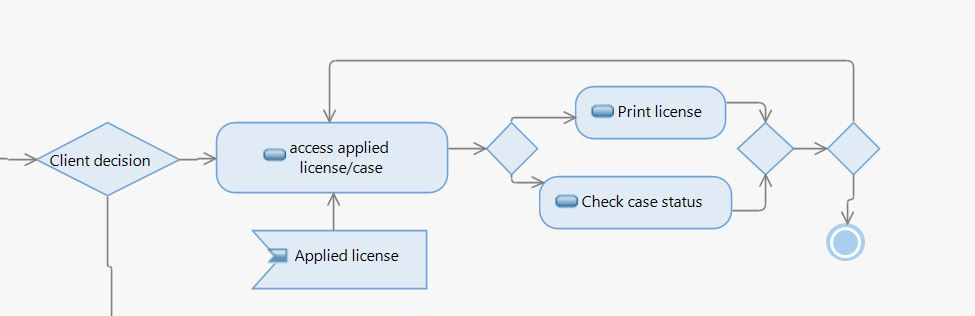 Print license
Client decision
access applied
license/case
Check case status
Applied license